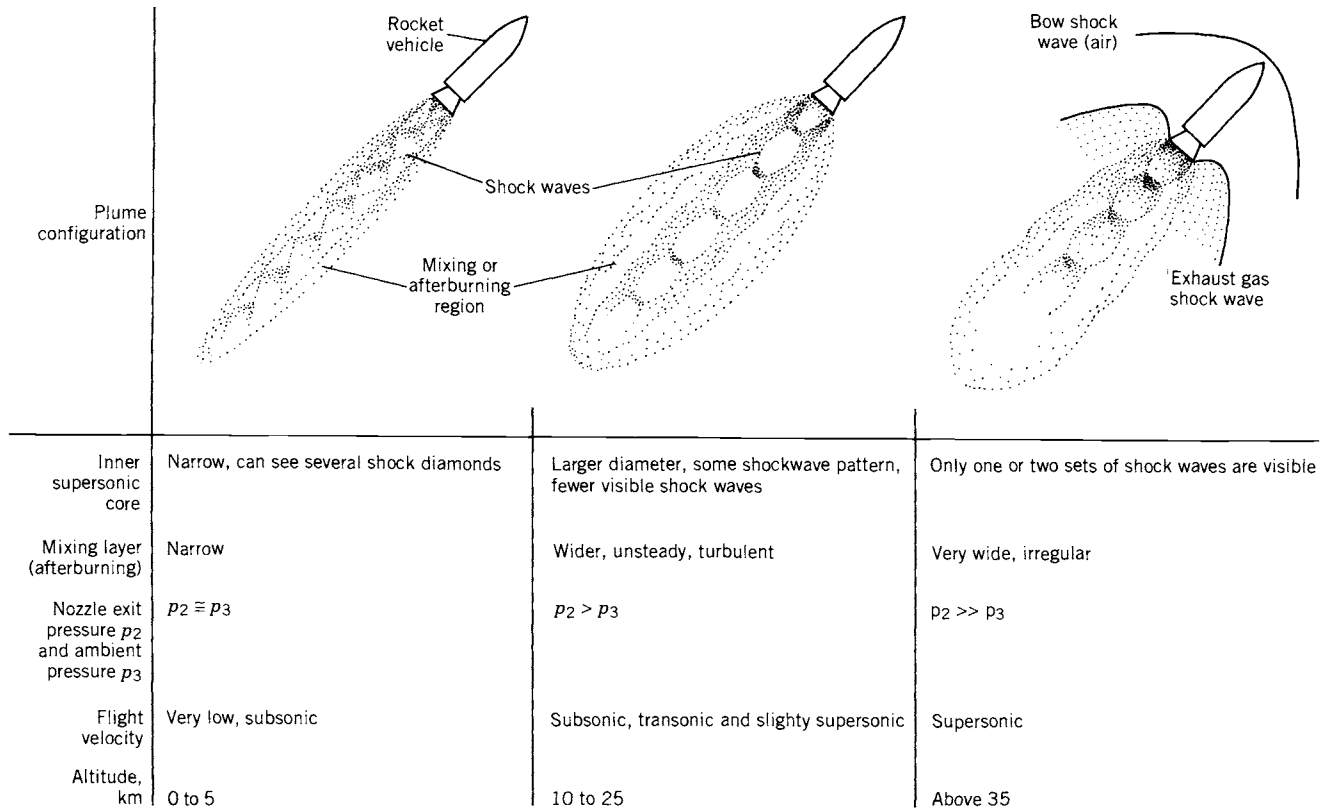 Rocket
vehicle
Bow shock
wave (air)
Shock waves
Plume
configuration
Mixing or
afterburning
region
Exhaust gas
shock wave
Inner
supersonic
core
Narrow, can see several shock diamonds
Larger diameter, some shockwave pattern,
fewer visible shock waves
Only one or two sets of shock waves are visible
Mixing layer
(afterburning)
Narrow
Wider, unsteady, turbulent
Very wide, irregular
Nozzle exit
pressure p2
and ambient
pressure p3
p2 ≅ p3
p2 > p3
p2 >> p3
Flight
velocity
Very low, subsonic
Subsonic, transonic and slighty supersonic
Supersonic
Altitude,
km
0 to 5
10 to 25
Above 35